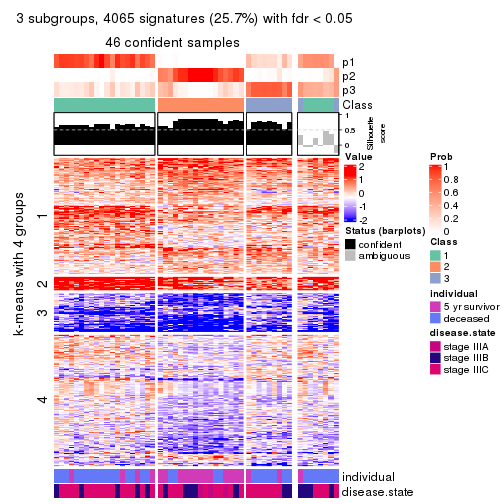 3 subgroups, 4065 signatures (25.7%) with fdr < 0.05
46 confident samples
p1
p2
p3
Class
1
0.5
0
Silhouette
score
k-means with 4 groups
1
2
3
4
individual
disease.state
Value
2
1
0
-1
-2
Status (barplots)
confident
ambiguous
Prob
1
0.8
0.6
0.4
0.2
0
Class
1
2
3
individual
5 yr survivor
deceased
disease.state
stage IIIA
stage IIIB
stage IIIC